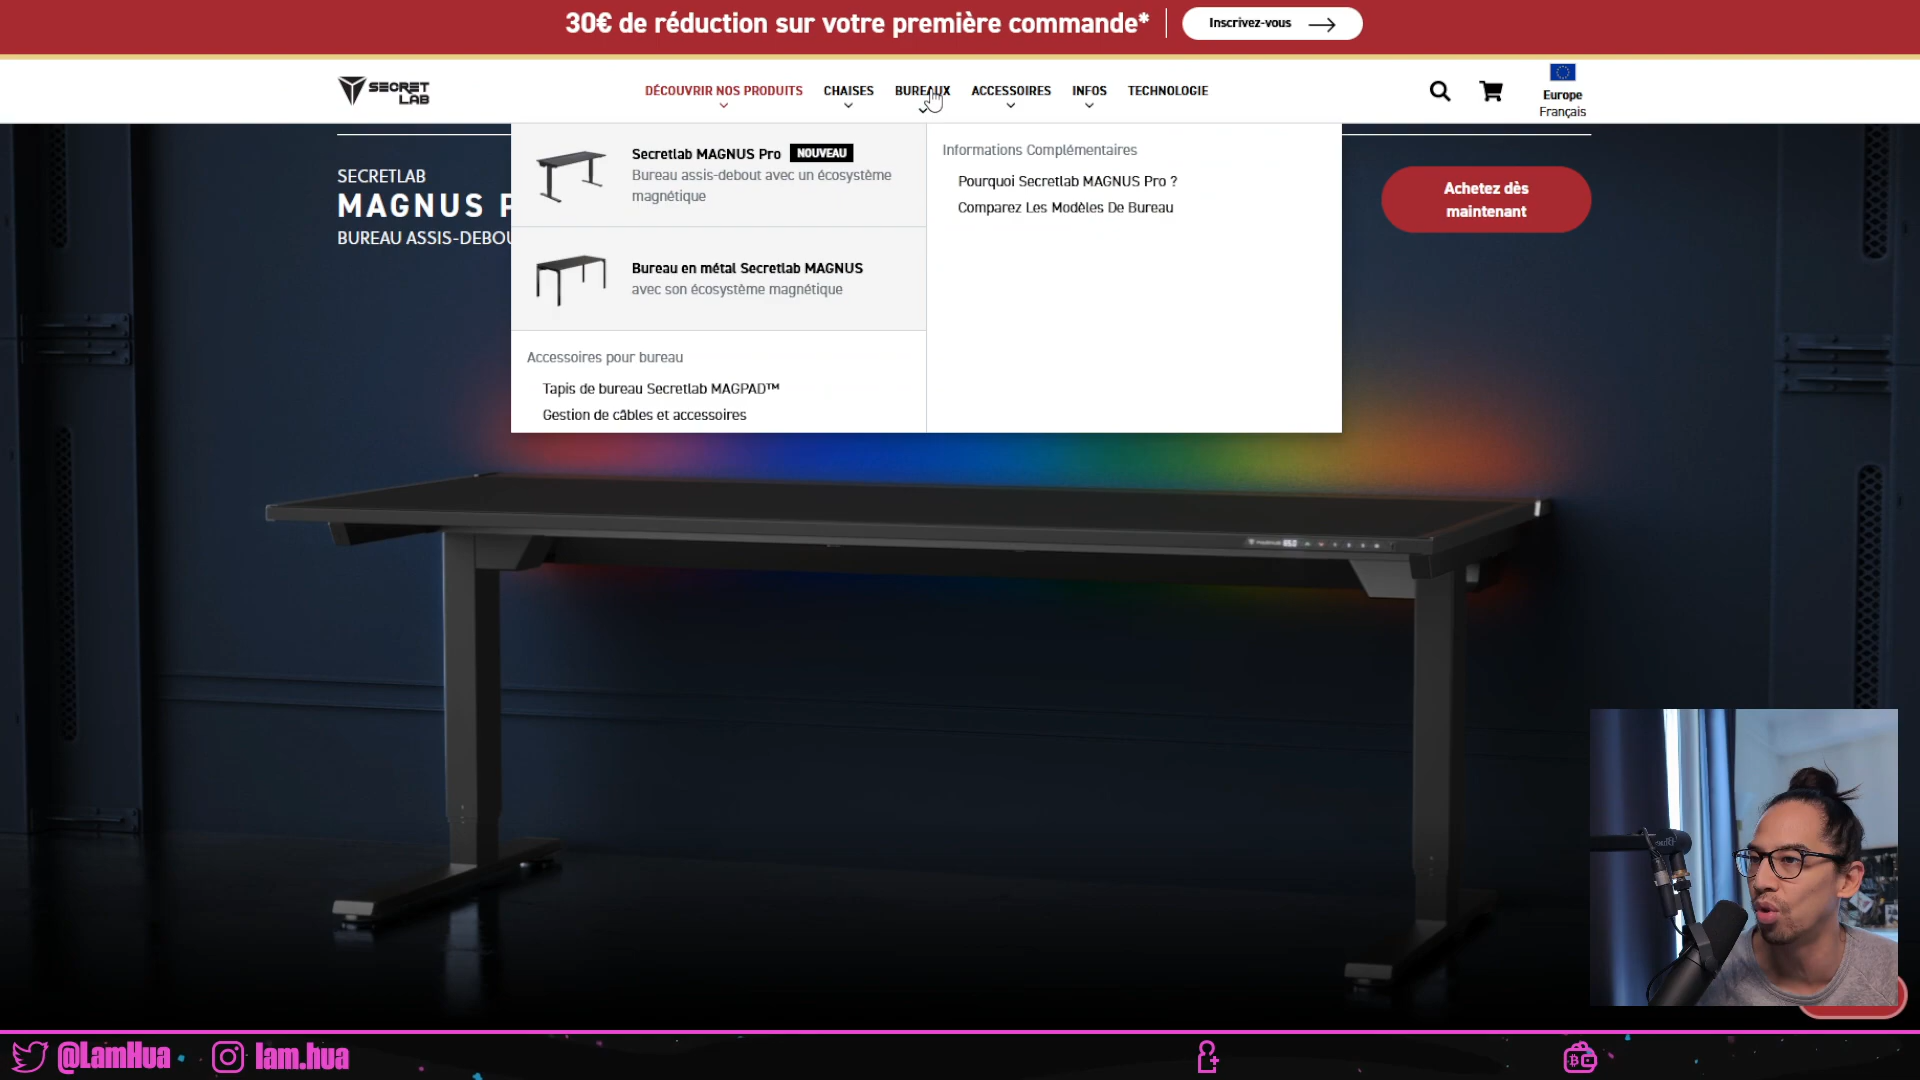 30€ de réduction sur votre première commande*
Inscrivez-vous
SECRET
LAB
DÉCOUVRIR NOS PRODUITS
CHAISES
BUREAUX
ACCESSOIRES
INFOS
TECHNOLOGIE
Europe
Français
SECRETLAB
MAGNUS P
BUREAU ASSIS-DEBOU
Secretlab MAGNUS Pro
NOUVEAU
Bureau assis-debout avec un écosystème
magnétique
Bureau en métal Secretlab MAGNUS
avec son écosystème magnétique
Accessoires pour bureau
Tapis de bureau Secretlab MAGPAD™
Gestion de câbles et accessoires
Informations Complémentaires
Pourquoi Secretlab MAGNUS Pro ?
Comparez Les Modèles De Bureau
Achetez dès
maintenant
@LamHua
lam.hua